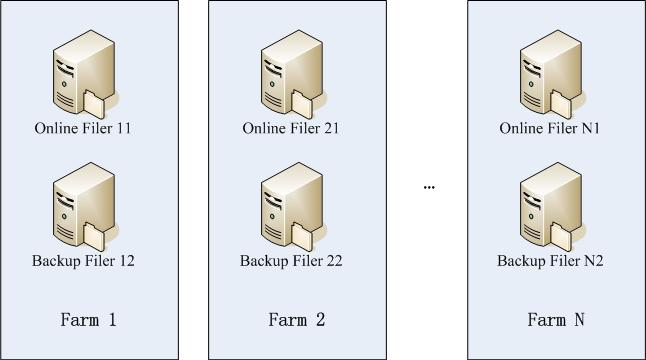 Online Filer 11
Online Filer 21
Online Filer N1
Backup Filer 12
Backup Filer 22
...
Backup Filer N2
Farm 1
Farm 2
Farm N